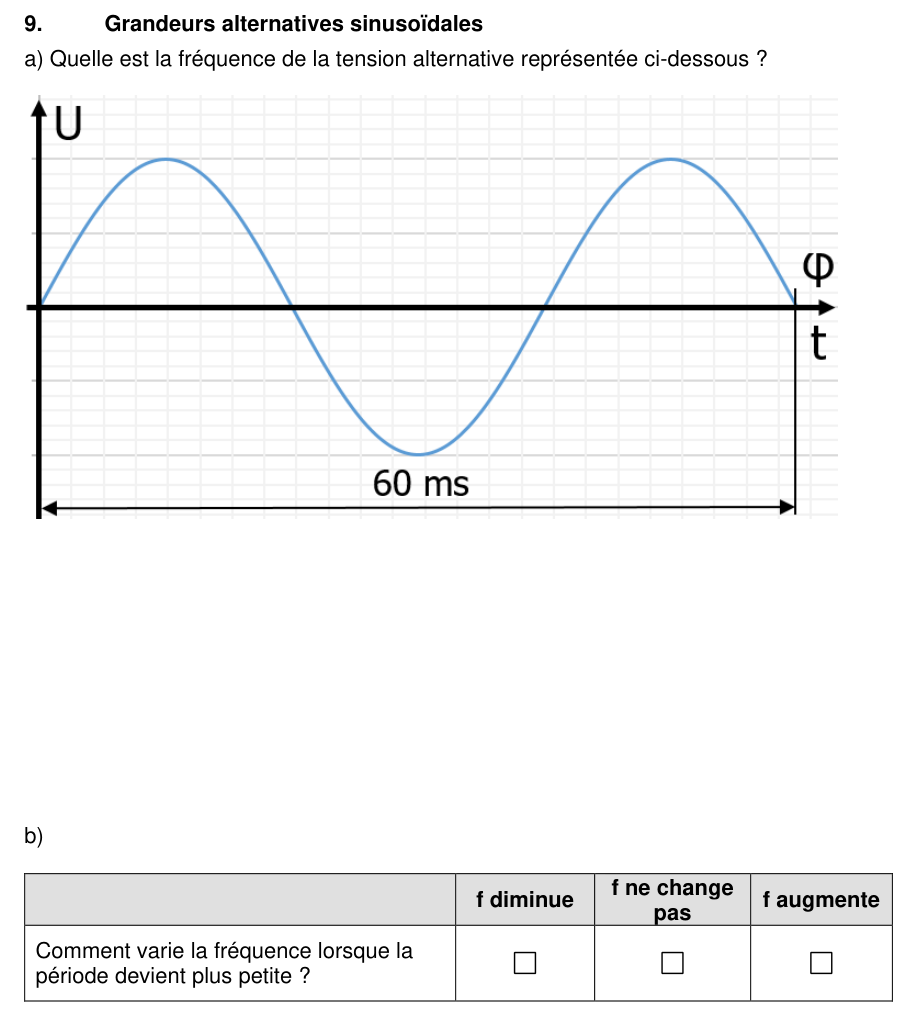 9. Grandeurs alternatives sinusoïdales
a) Quelle est la fréquence de la tension alternative représentée ci-dessous ?
U
φ
t
60 ms
b)
f diminue
f ne change
pas
f augmente
Comment varie la fréquence lorsque la
période devient plus petite ?